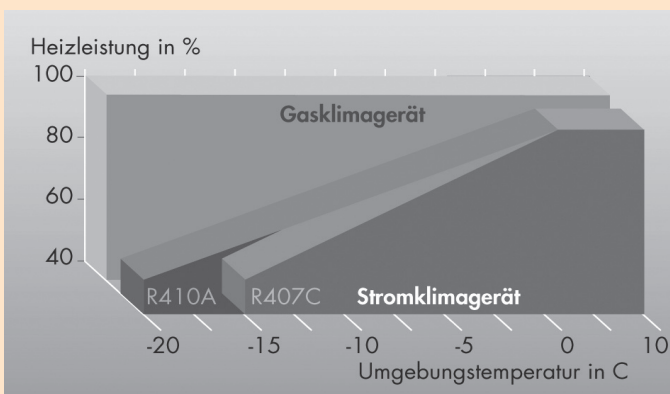 Heizleistung in %
100
80
60
40
Gasklimagerät
R410A
R407C
Stromklimagerät
-20 -15 -10 -5 0 10
Umgebungstemperatur in C